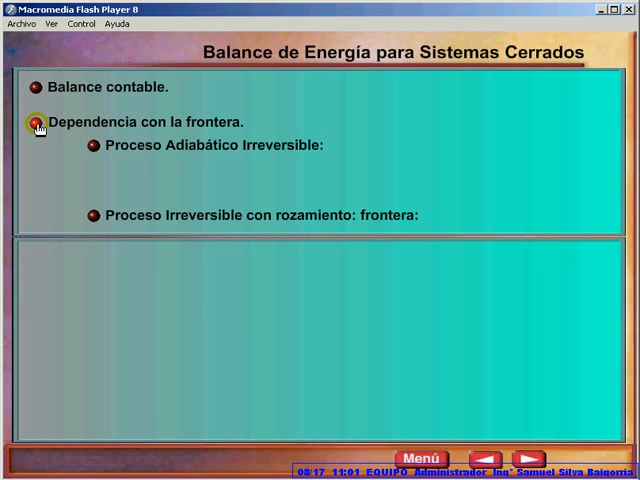 Macromedia Flash Player 8
Archivo Ver Control Ayuda
Balance de Energía para Sistemas Cerrados
Balance contable.
Dependencia con la frontera.
Proceso Adiabático Irreversible:
Proceso Irreversible con rozamiento: frontera:
Menú
08/17 11:01 EQUIPO Administrador Ing° Samuel Silva Baigorria